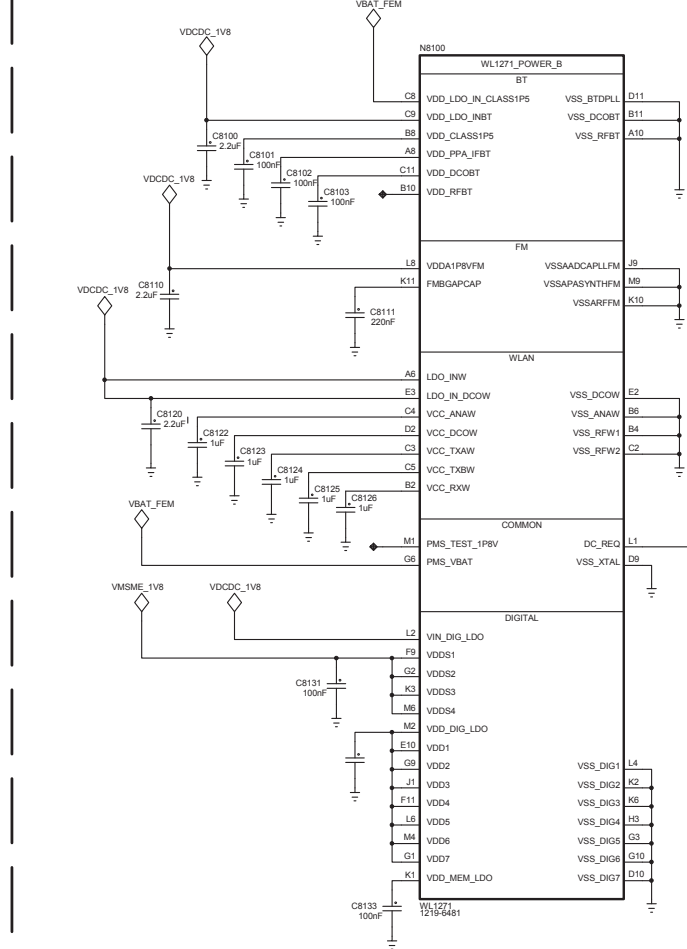 VBAT_FEM
VDCDC_1V8
N8100
WL1271_POWER_B
BT
C8 VDD_LDO_IN_CLASS1P5 VSS_BTDPLL D11
C9 VDD_LDO_INBT VSS_DCOBT B11
B8 VDD_CLASS1P5 VSS_RFBT A10
A8 VDD_PPA_IFBT
C11 VDD_DCOBT
B10 VDD_RFBT
C8100
2.2uF
C8101
100nF
C8102
100nF
C8103
100nF
VDCDC_1V8
FM
L8 VDDA1P8VFM VSSAADCAPLLFM J9
K11 FMBGAPCAP VSSAPASYNTHFM M9
VSSARFFM K10
C8110
2.2uF
C8111
220nF
VDCDC_1V8
WLAN
A6 LDO_INW
E3 LDO_IN_DCOW VSS_DCOW E2
C4 VCC_ANAW VSS_ANAW B6
D2 VCC_DCOW VSS_RFW1 B4
C3 VCC_TXAW VSS_RFW2 C2
C5 VCC_TXBW
B2 VCC_RXW
C8120
2.2uF
C8122
1uF
C8123
1uF
C8124
1uF
C8125
1uF
C8126
1uF
VBAT_FEM
COMMON
M1 PMS_TEST_1P8V DC_REQ L1
G6 PMS_VBAT VSS_XTAL D9
VMSME_1V8
VDCDC_1V8
DIGITAL
L2 VIN_DIG_LDO
F9 VDDS1
G2 VDDS2
K3 VDDS3
M6 VDDS4
M2 VDD_DIG_LDO
E10 VDD1
G9 VDD2 VSS_DIG1 L4
J1 VDD3 VSS_DIG2 K2
F11 VDD4 VSS_DIG3 K6
L6 VDD5 VSS_DIG4 H3
M4 VDD6 VSS_DIG5 G3
G1 VDD7 VSS_DIG6 G10
K1 VDD_MEM_LDO VSS_DIG7 D10
C8131
100nF
C8133
100nF
WL1271
1219-6481